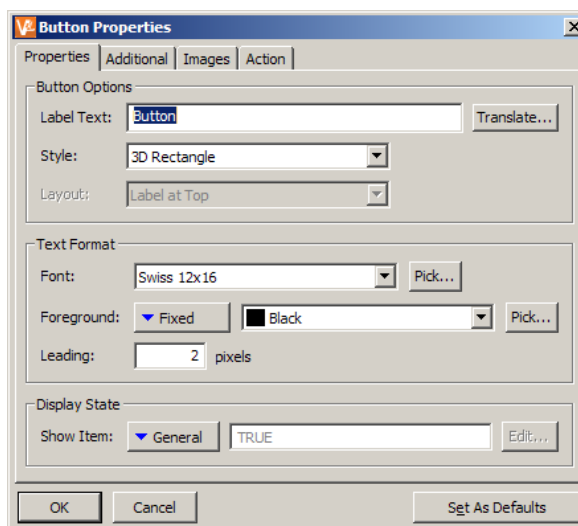 Button Properties
Properties Additional Images Action
Button Options
Label Text: Button Translate...
Style: 3D Rectangle
Layout: Label at Top
Text Format
Font: Swiss 12x16 Pick...
Foreground: Fixed Black Pick...
Leading: 2 pixels
Display State
Show Item: General TRUE Edit...
OK Cancel Set As Defaults